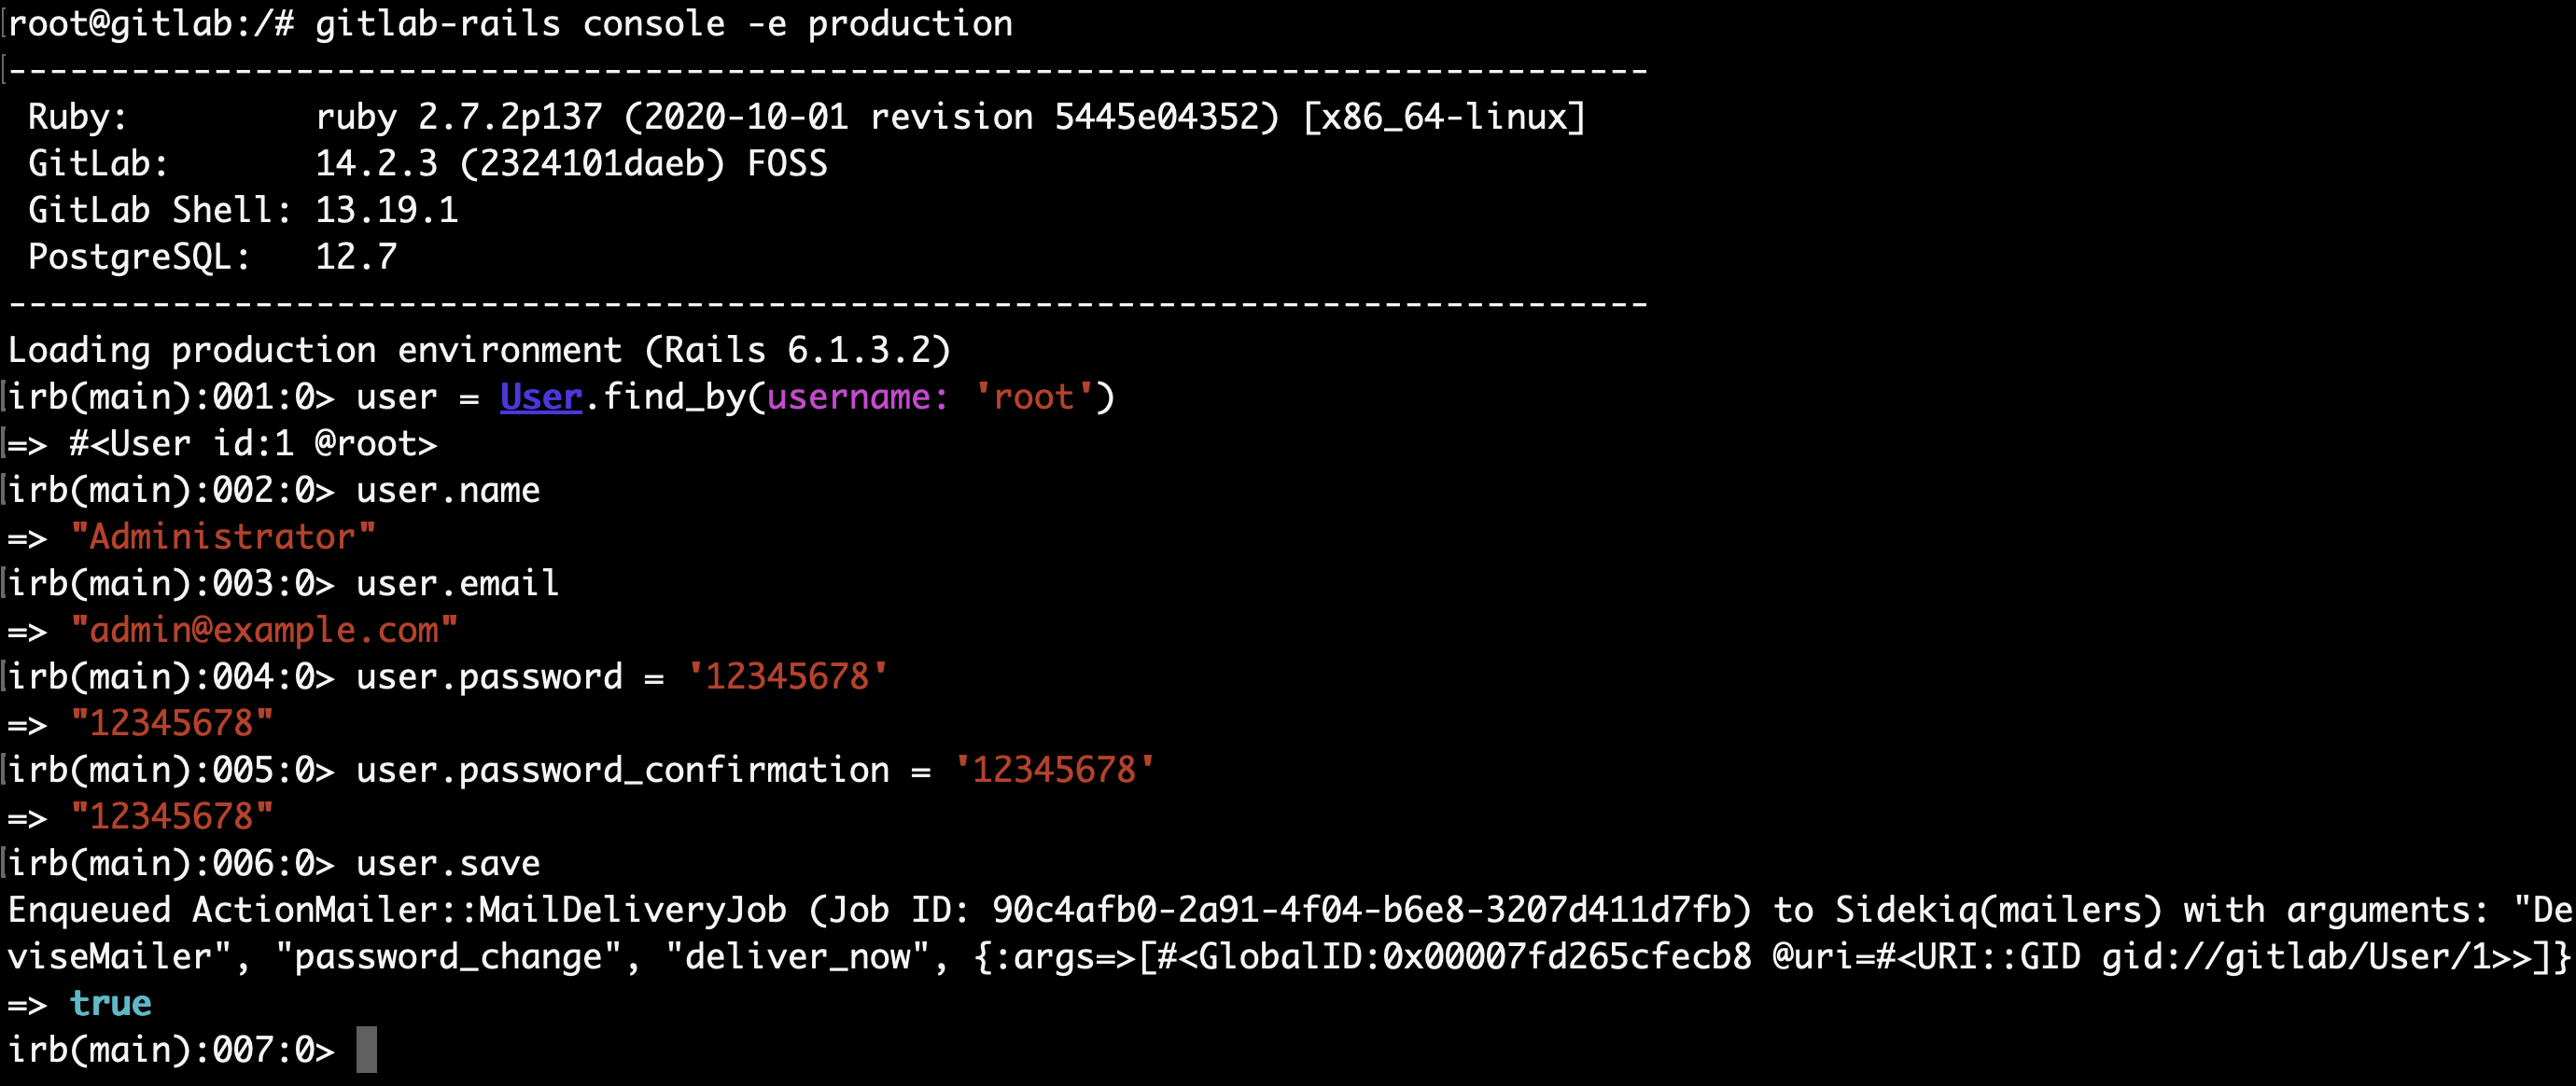 root@gitlab:/# gitlab-rails console -e production
--------------------------------------------------------------------------------
 Ruby:         ruby 2.7.2p137 (2020-10-01 revision 5445e04352) [x86_64-linux]
 GitLab:       14.2.3 (2324101daeb) FOSS
 GitLab Shell: 13.19.1
 PostgreSQL:   12.7
--------------------------------------------------------------------------------
Loading production environment (Rails 6.1.3.2)
irb(main):001:0> user = User.find_by(username: 'root')
=> #<User id:1 @root>
irb(main):002:0> user.name
=> "Administrator"
irb(main):003:0> user.email
=> "admin@example.com"
irb(main):004:0> user.password = '12345678'
=> "12345678"
irb(main):005:0> user.password_confirmation = '12345678'
=> "12345678"
irb(main):006:0> user.save
Enqueued ActionMailer::MailDeliveryJob (Job ID: 90c4afb0-2a91-4f04-b6e8-3207d411d7fb) to Sidekiq(mailers) with arguments: "De
viseMailer", "password_change", "deliver_now", {:args=>[#<GlobalID:0x00007fd265cfecb8 @uri=#<URI::GID gid://gitlab/User/1>>]}
=> true
irb(main):007:0>